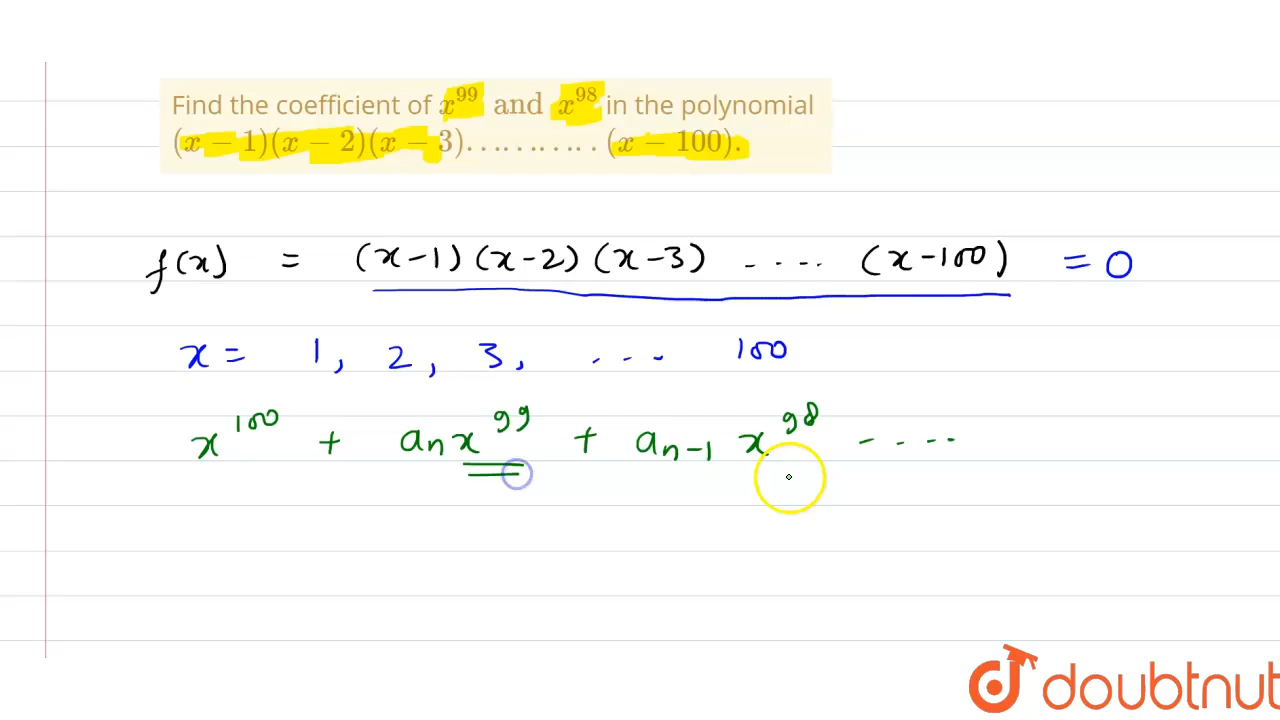 Find the coefficient of x^99 and x^98 in the polynomial
(x − 1)(x − 2)(x − 3)………… (x − 100).
f(x) = (x-1) (x-2) (x-3) ..... (x-100) = 0
x = 1, 2, 3, ... 100
x^100 + a_n x^99 + a_n-1 x^98 ----
doubtnut